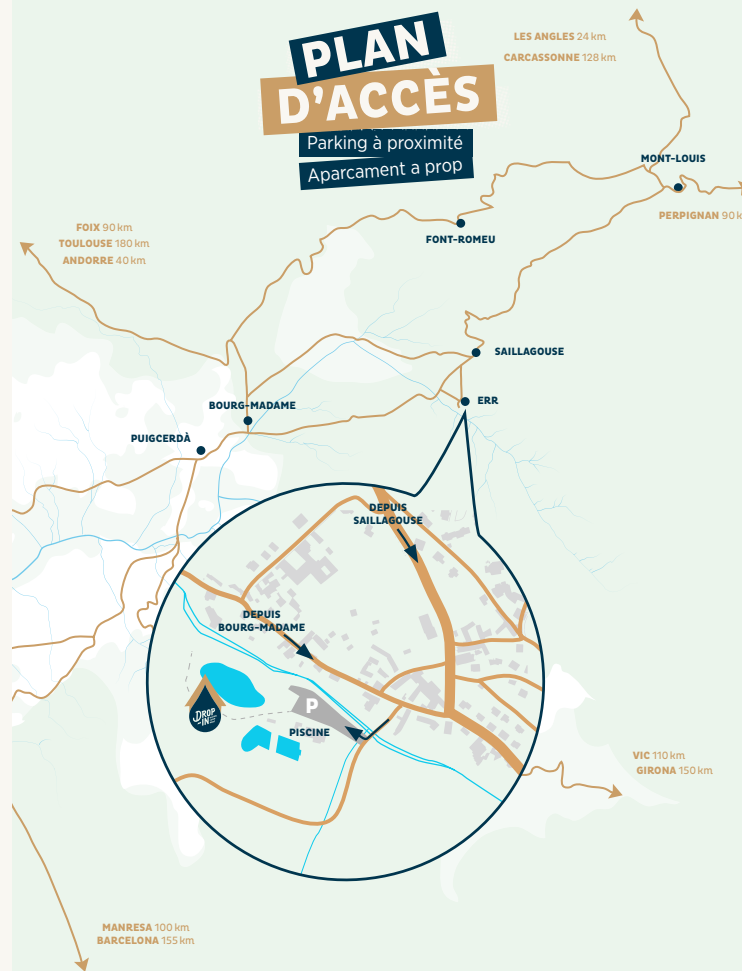 PLAN
D'ACCÈS
Parking à proximité
Aparcament a prop
LES ANGLES 24 km
CARCASSONNE 128 km
MONT-LOUIS
PERPIGNAN 90 k
FONT-ROMEU
FOIX 90 km
TOULOUSE 180 km
ANDORRE 40 km
SAILLAGOUSE
ERR
BOURG-MADAME
PUIGCERDÀ
DEPUIS
SAILLAGOUSE
DEPUIS
BOURG-MADAME
P
DROP
-IN
PISCINE
VIC 110 km
GIRONA 150 km
MANRESA 100 km
BARCELONA 155 km